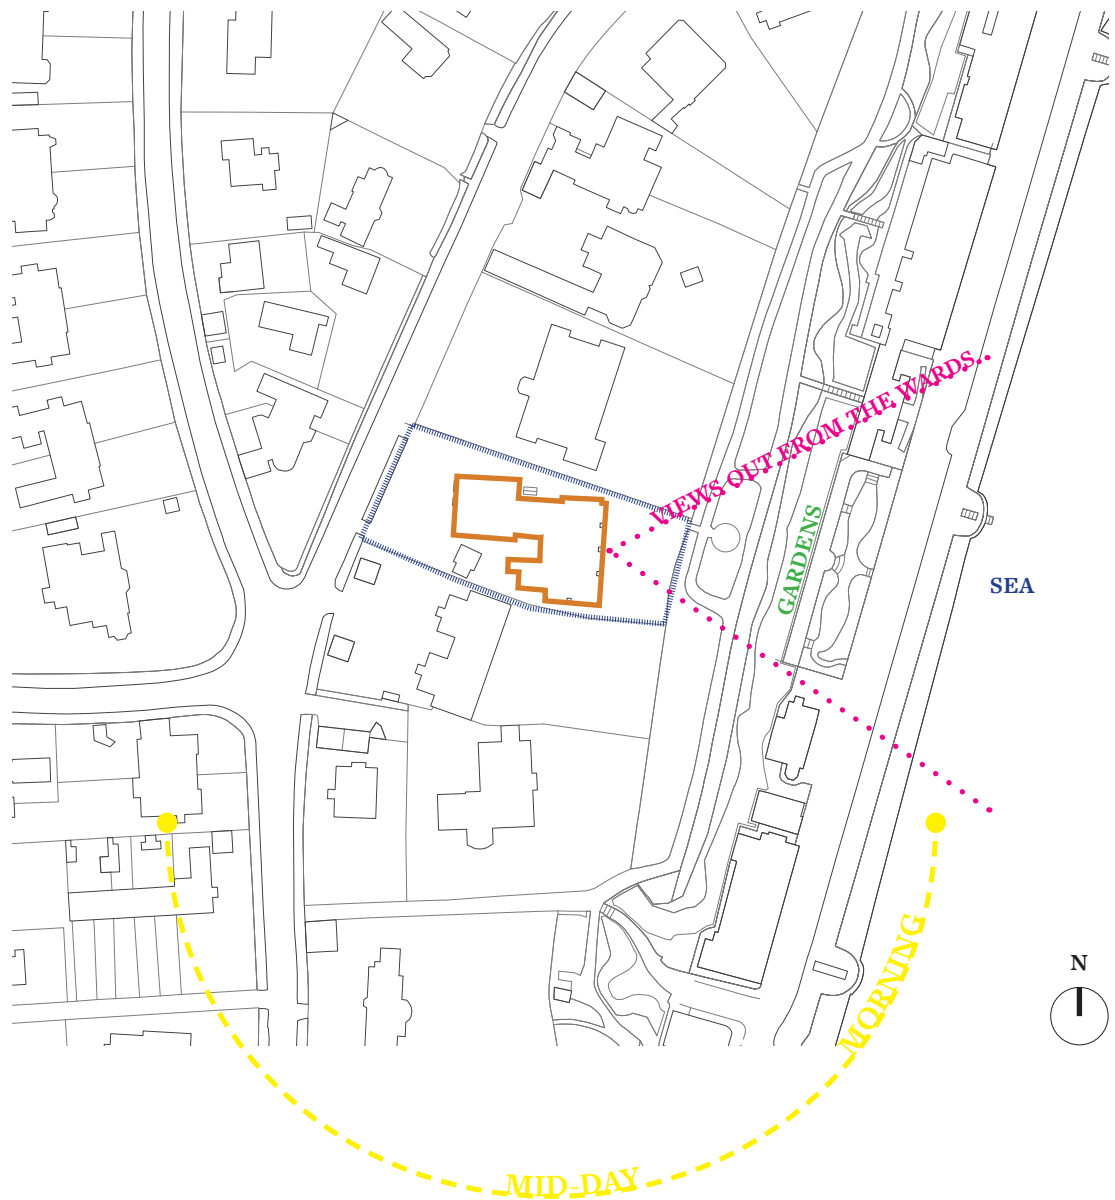 VIEWS OUT FROM THE WARDS...
GARDENS
SEA
N
MORNING
MID-DAY